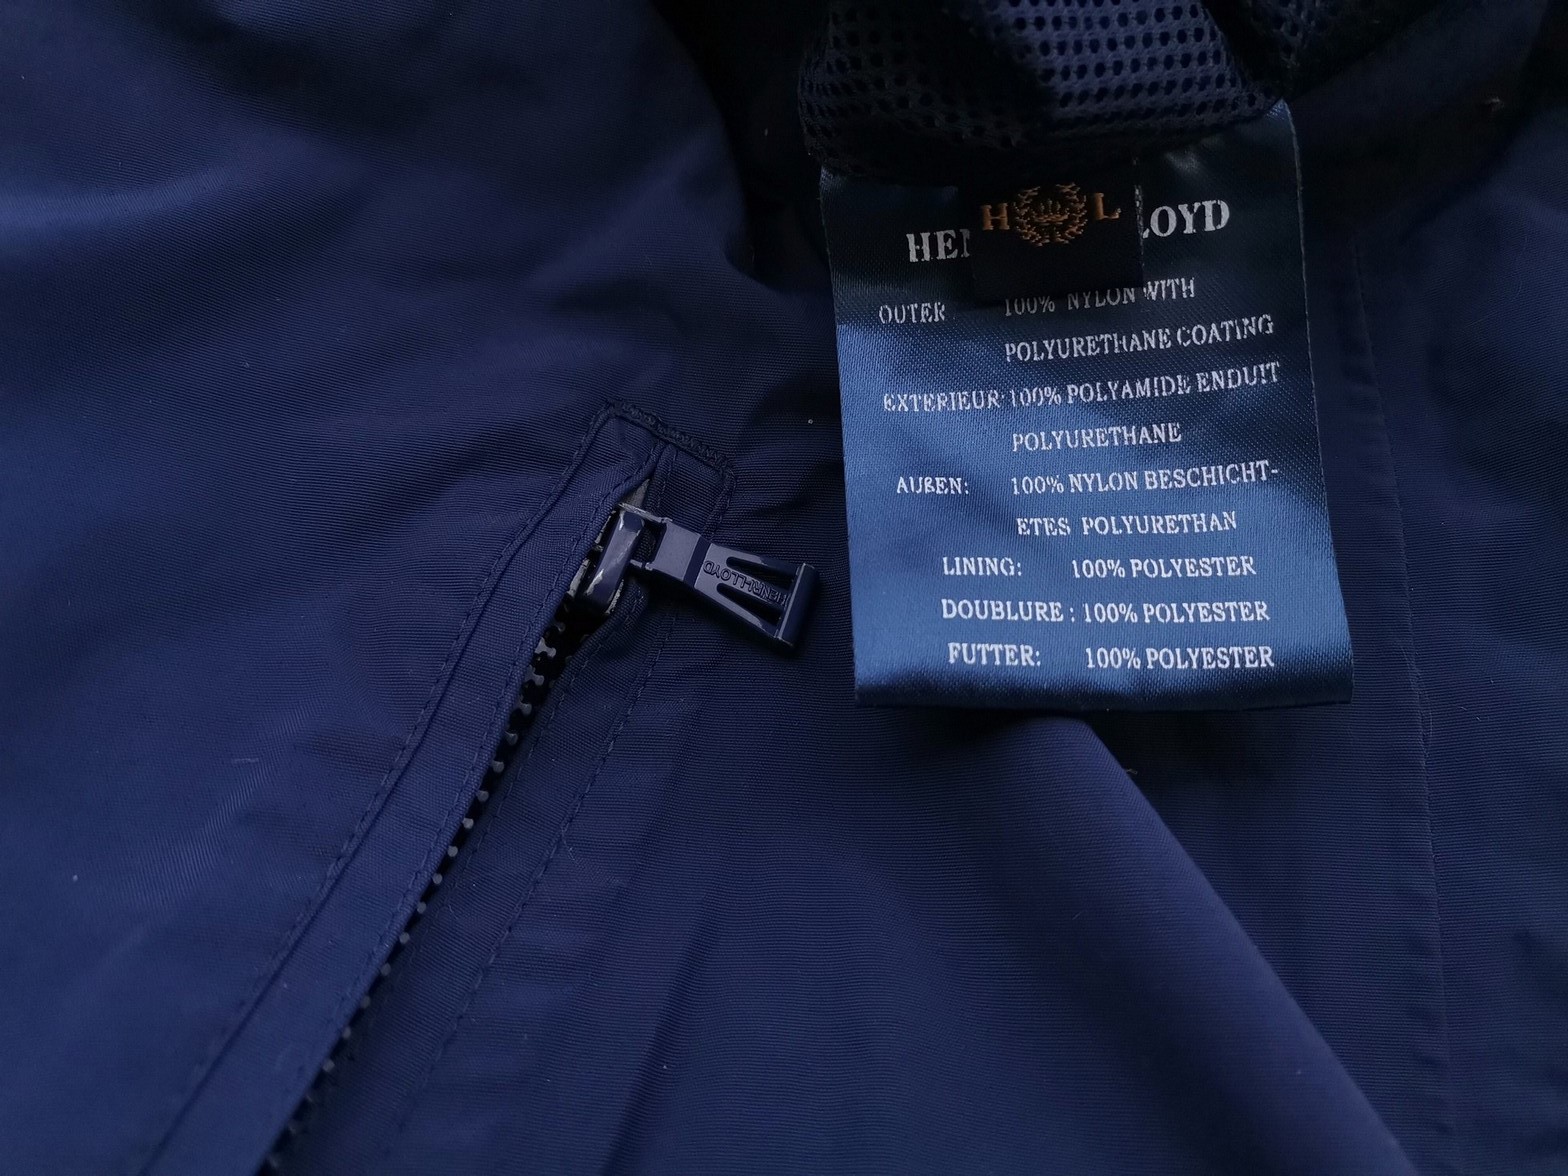 H L
HE LOYD
OUTER 100% NYLON WITH
POLYURETHANE COATING
EXTERIEUR: 100% POLYAMIDE ENDUIT
POLYURETHANE
AUßEN: 100% NYLON BESCHICHT-
ETES POLYURETHAN
LINING: 100% POLYESTER
DOUBLURE: 100% POLYESTER
FUTTER: 100% POLYESTER
HENRI-LLOYD